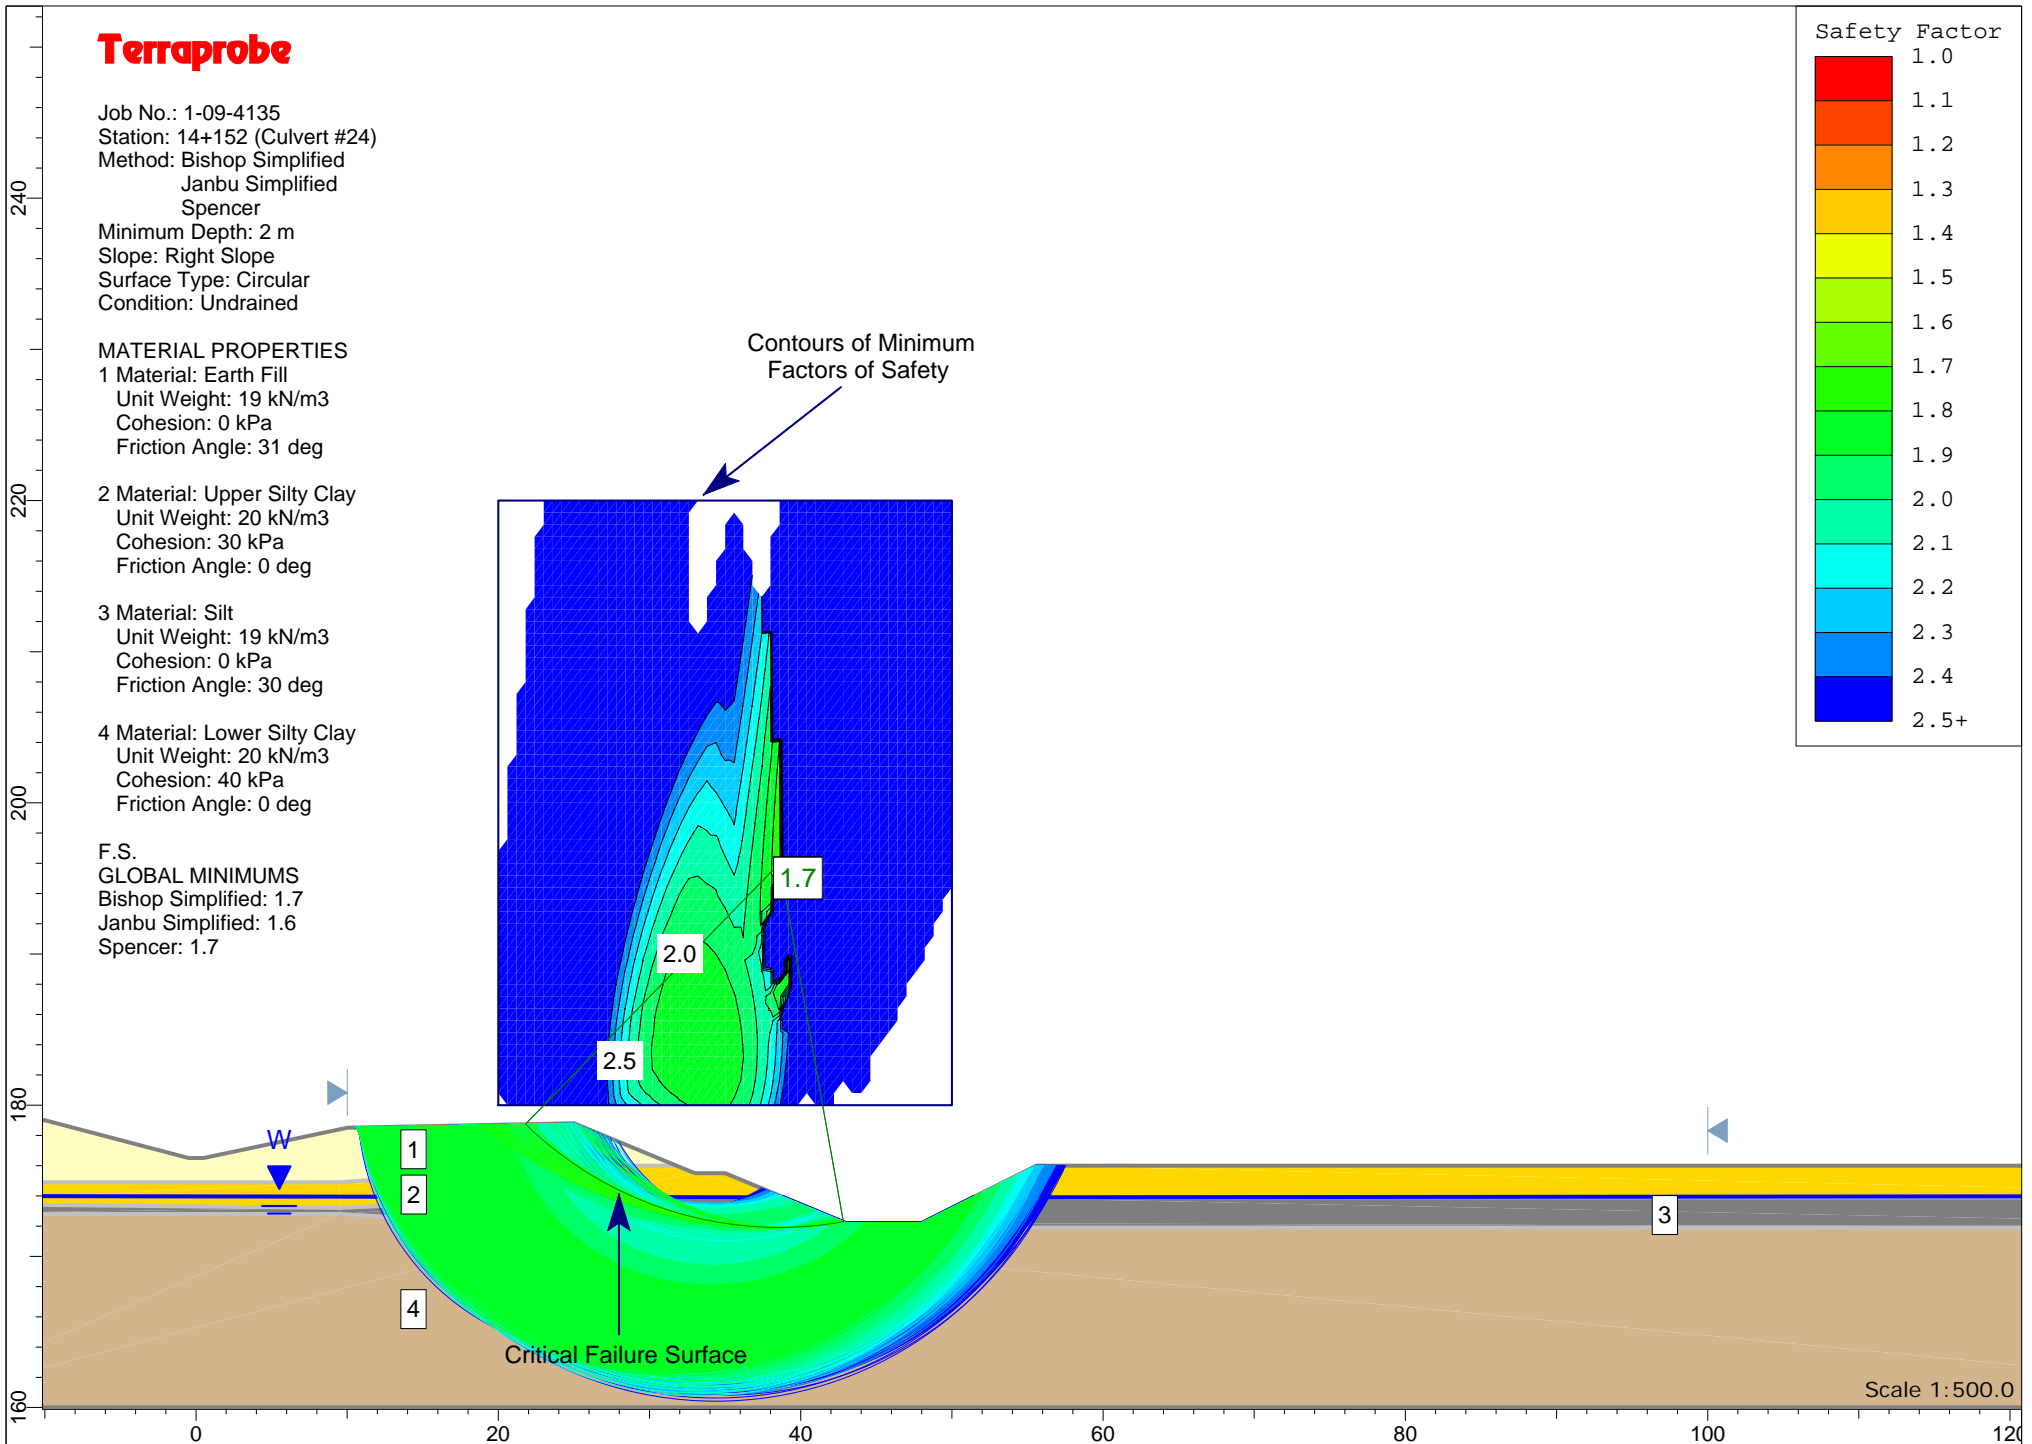 Terraprobe
Job No.: 1-09-4135
Station: 14+152 (Culvert #24)
Method: Bishop Simplified
Janbu Simplified
Spencer
Minimum Depth: 2 m
Slope: Right Slope
Surface Type: Circular
Condition: Undrained
MATERIAL PROPERTIES
1 Material: Earth Fill
Unit Weight: 19 kN/m3
Cohesion: 0 kPa
Friction Angle: 31 deg
2 Material: Upper Silty Clay
Unit Weight: 20 kN/m3
Cohesion: 30 kPa
Friction Angle: 0 deg
3 Material: Silt
Unit Weight: 19 kN/m3
Cohesion: 0 kPa
Friction Angle: 30 deg
4 Material: Lower Silty Clay
Unit Weight: 20 kN/m3
Cohesion: 40 kPa
Friction Angle: 0 deg
F.S.
GLOBAL MINIMUMS
Bishop Simplified: 1.7
Janbu Simplified: 1.6
Spencer: 1.7
Contours of Minimum
Factors of Safety
Safety Factor
1.0
1.1
1.2
1.3
1.4
1.5
1.6
1.7
1.8
1.9
2.0
2.1
2.2
2.3
2.4
2.5+
1.7
2.0
2.5
W
1
2
3
4
Critical Failure Surface
Scale 1:500.0
240
220
200
180
160
0
20
40
60
80
100
120